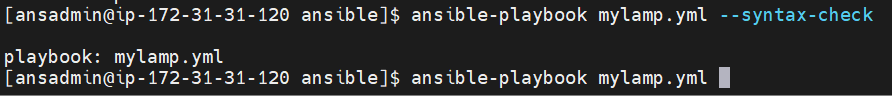 [ansadmin@ip-172-31-31-120 ansible]$ ansible-playbook mylamp.yml --syntax-check
playbook: mylamp.yml
[ansadmin@ip-172-31-31-120 ansible]$ ansible-playbook mylamp.yml